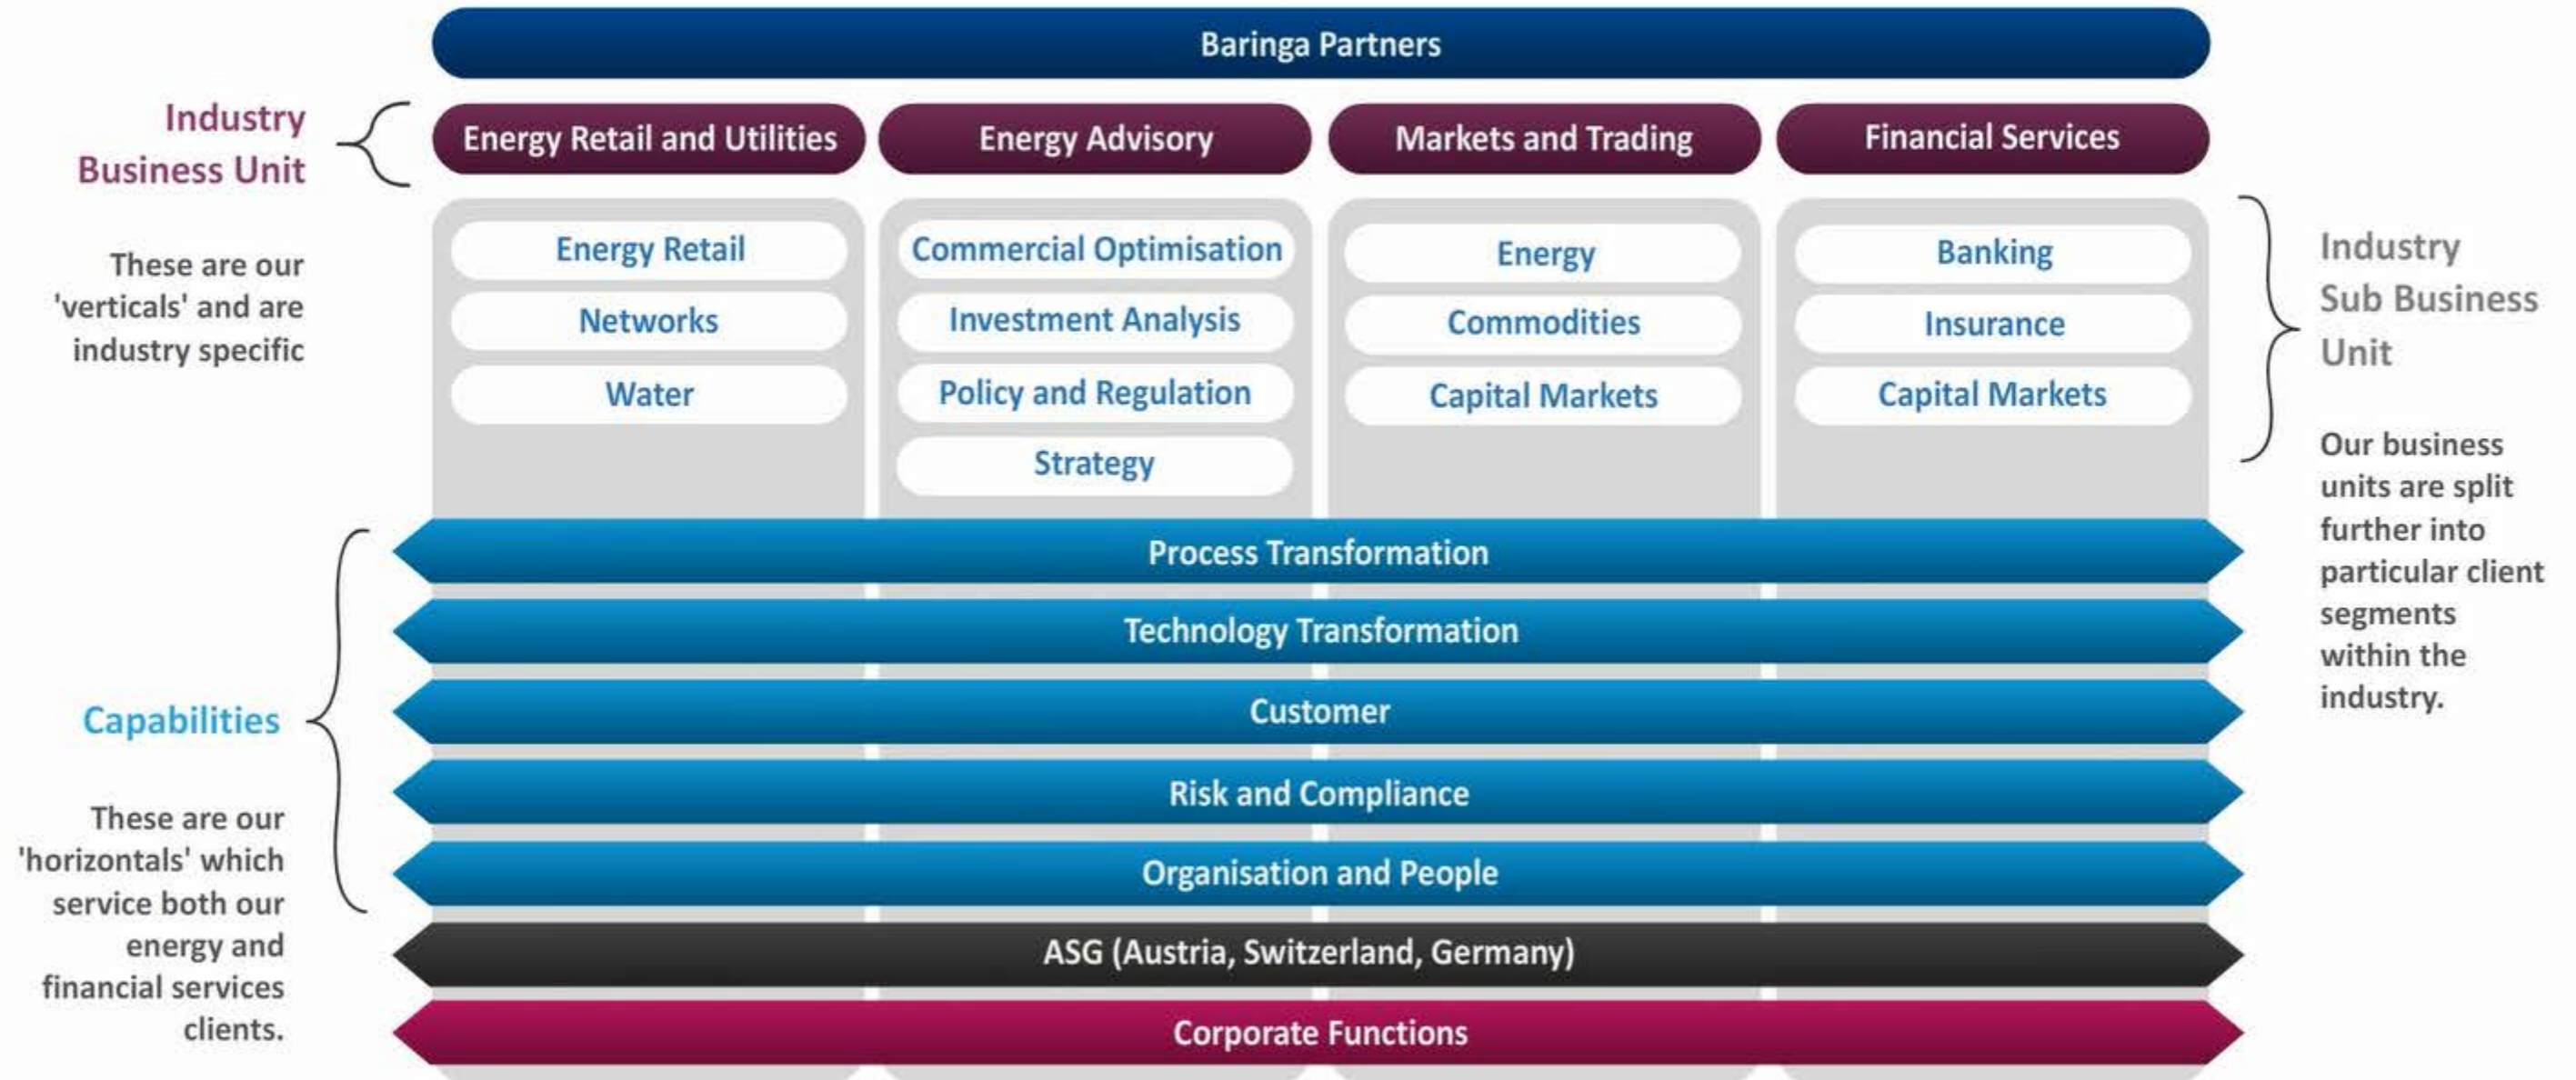 Baringa Partners
Industry
Business Unit
Energy Retail and Utilities
Energy Advisory
Markets and Trading
Financial Services
These are our
'verticals' and are
industry specific
Energy Retail
Networks
Water
Commercial Optimisation
Investment Analysis
Policy and Regulation
Strategy
Energy
Commodities
Capital Markets
Banking
Insurance
Capital Markets
Industry
Sub Business
Unit
Our business
units are split
further into
particular client
segments
within the
industry.
Capabilities
These are our
'horizontals' which
service both our
energy and
financial services
clients.
Process Transformation
Technology Transformation
Customer
Risk and Compliance
Organisation and People
ASG (Austria, Switzerland, Germany)
Corporate Functions